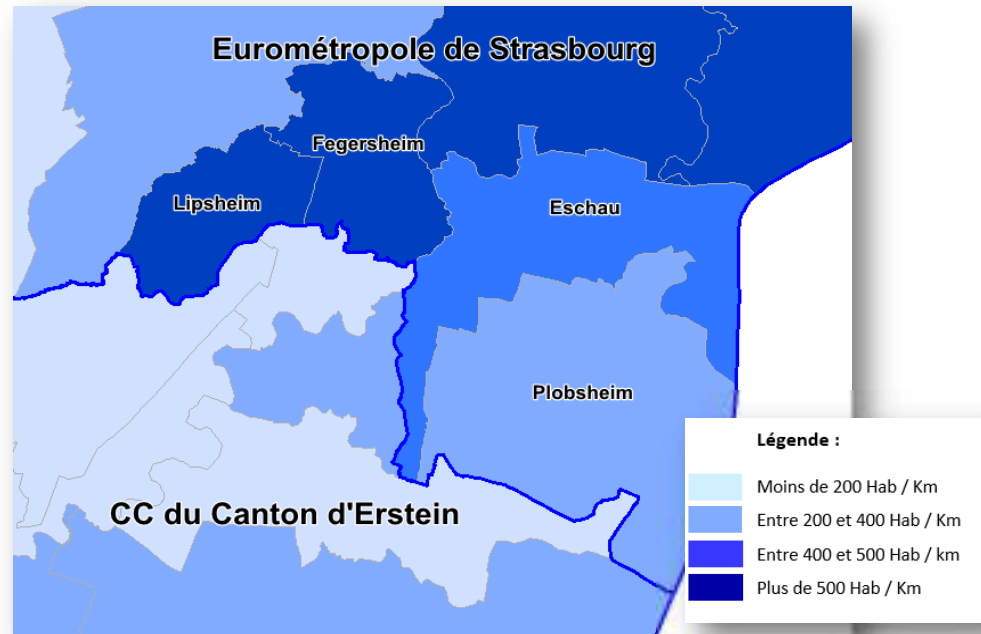 Eurométropole de Strasbourg
Fegersheim
Lipsheim
Eschau
Plobsheim
CC du Canton d'Erstein
Légende :
Moins de 200 Hab / Km
Entre 200 et 400 Hab / Km
Entre 400 et 500 Hab / km
Plus de 500 Hab / Km